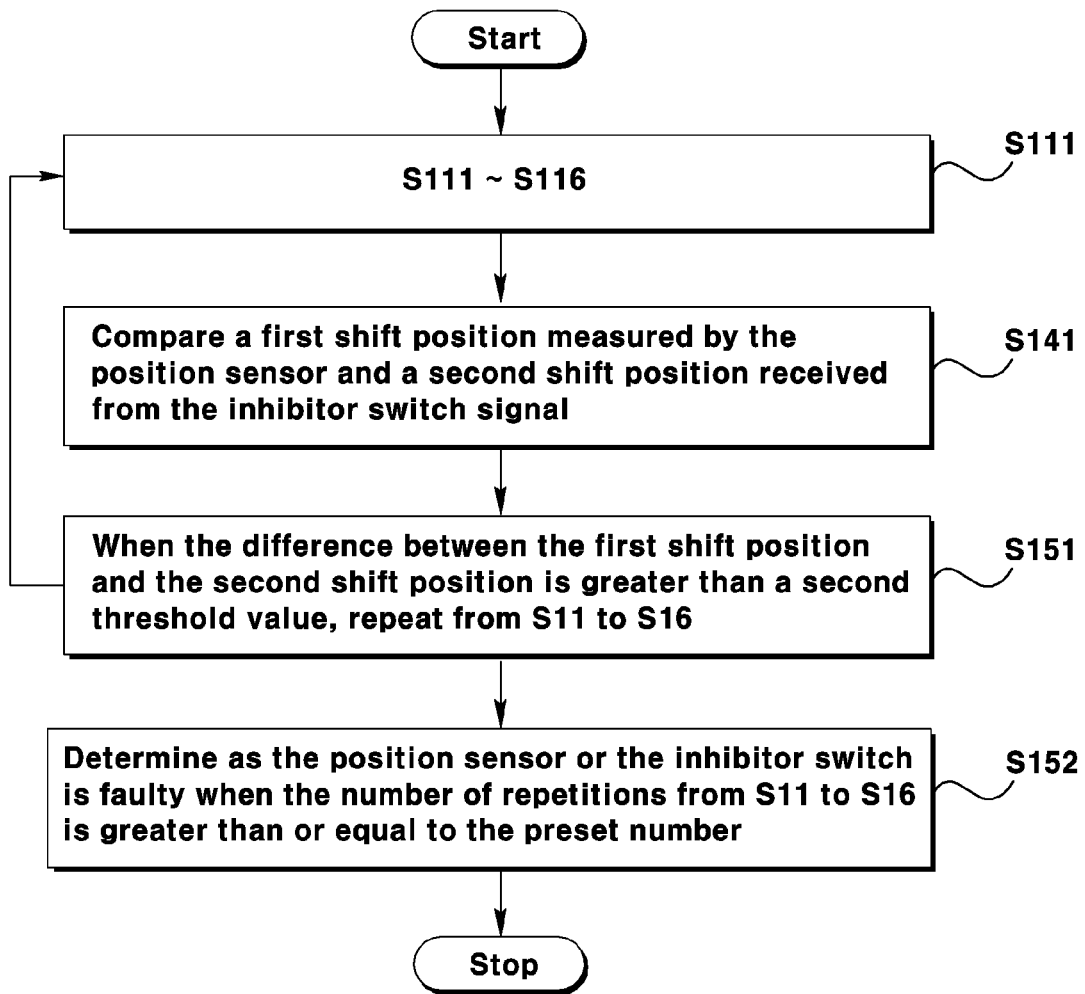 Start
S111 ~ S116
S111
Compare a first shift position measured by the
position sensor and a second shift position received
from the inhibitor switch signal
S141
When the difference between the first shift position
and the second shift position is greater than a second
threshold value, repeat from S11 to S16
S151
Determine as the position sensor or the inhibitor switch
is faulty when the number of repetitions from S11 to S16
is greater than or equal to the preset number
S152
Stop